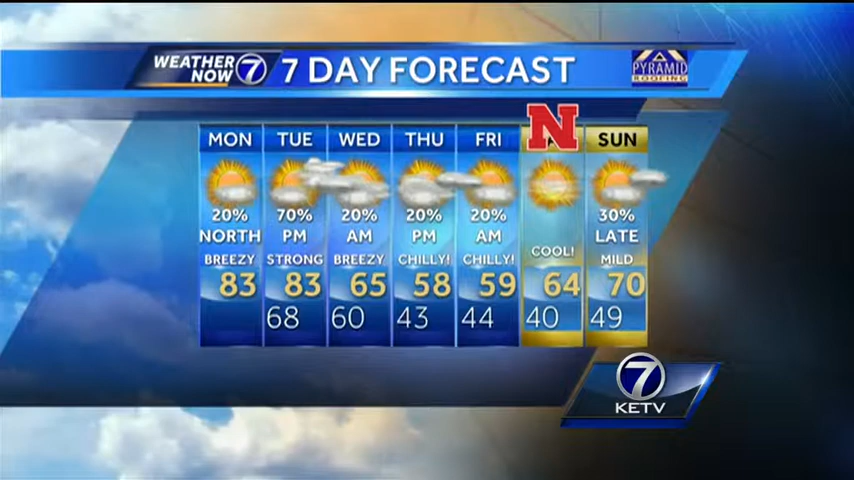 WEATHER NOW 7
7 DAY FORECAST
PYRAMID
ROOFING
MON TUE WED THU FRI N SUN
20% 70% 20% 20% 20% 30%
NORTH PM AM PM AM LATE
BREEZY STRONG BREEZY CHILLY! CHILLY! COOL! MILD
83 83 65 58 59 64 70
68 60 43 44 40 49
7
KETV